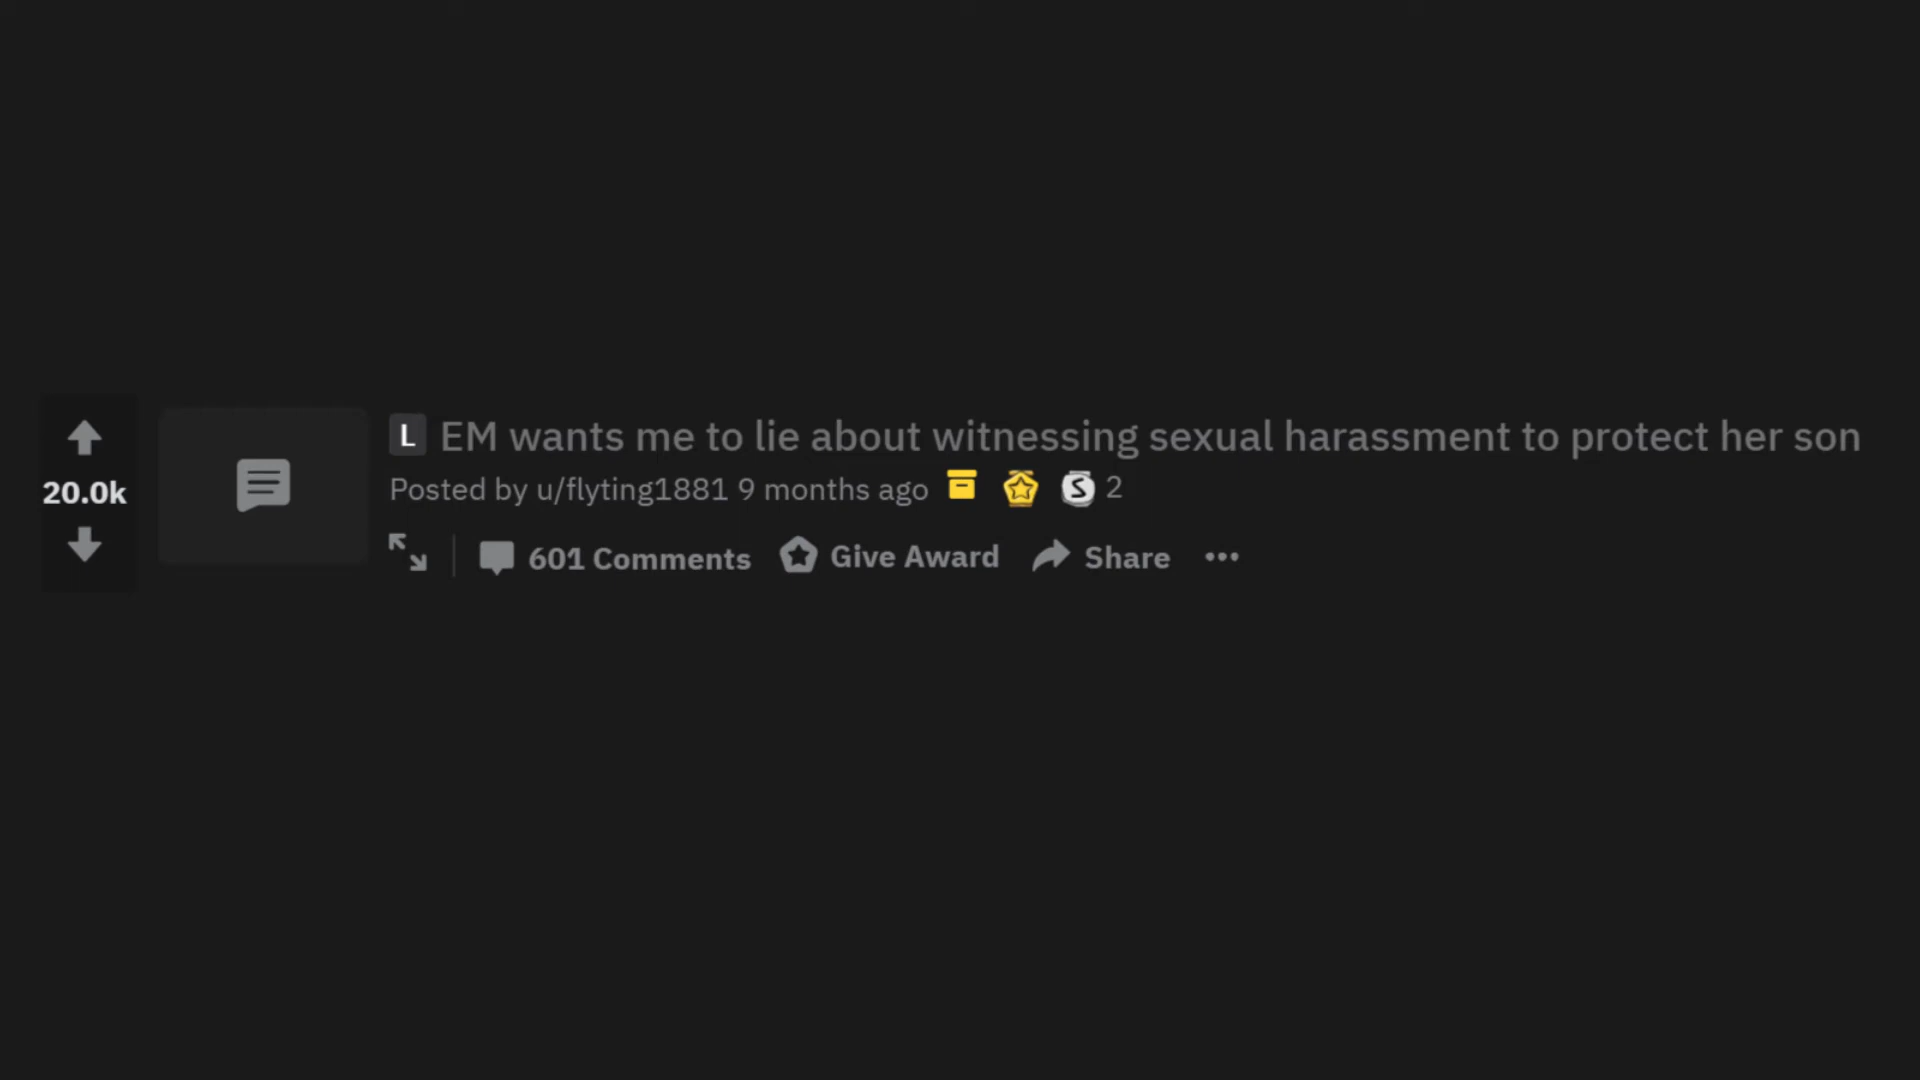 L EM wants me to lie about witnessing sexual harassment to protect her son
20.0k
Posted by u/flyting1881 9 months ago S 2
601 Comments Give Award Share